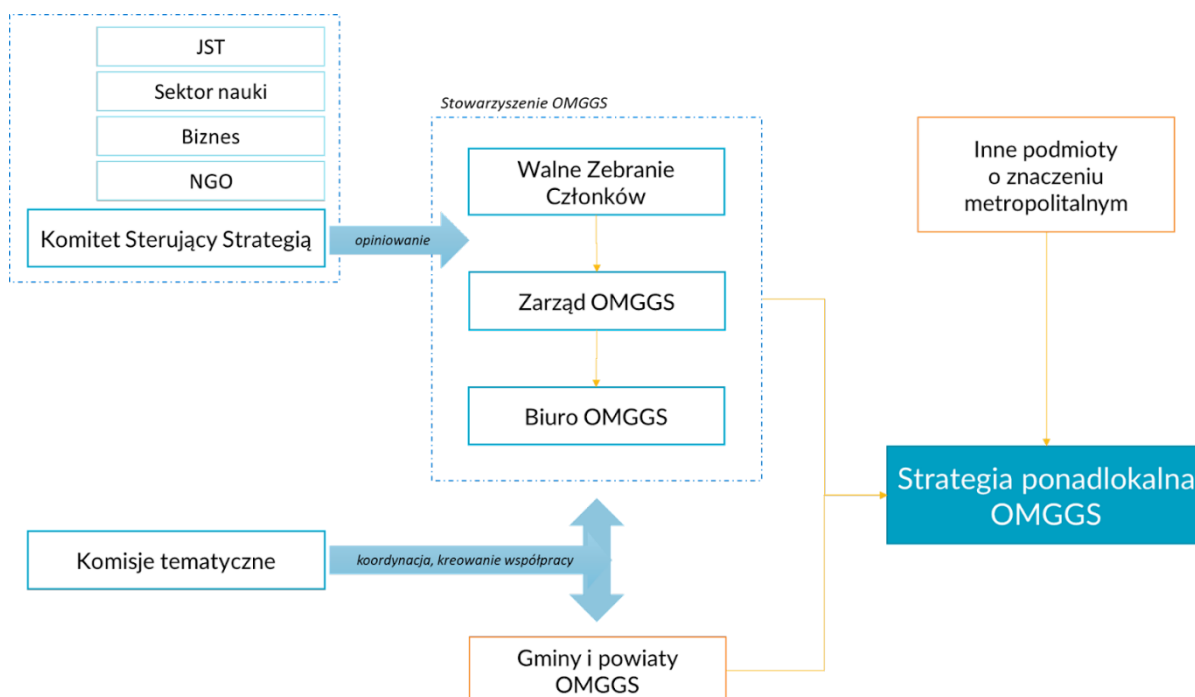 JST
Sektor nauki
Biznes
NGO
Komitet Sterujący Strategią
opiniowanie
Stowarzyszenie OMGGS
Walne Zebranie
Członków
Zarząd OMGGS
Biuro OMGGS
Inne podmioty
o znaczeniu
metropolitalnym
Strategia ponadlokalna
OMGGS
Komisje tematyczne
koordynacja, kreowanie współpracy
Gminy i powiaty
OMGGS